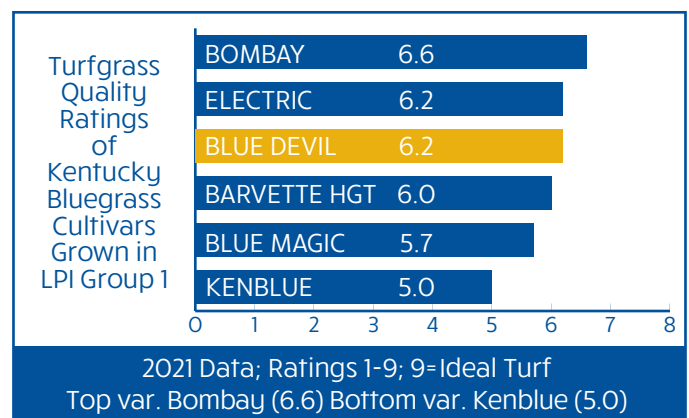 Turfgrass
Quality
Ratings
of
Kentucky
Bluegrass
Cultivars
Grown in
LPI Group 1
BOMBAY 6.6
ELECTRIC 6.2
BLUE DEVIL 6.2
BARVETTE HGT 6.0
BLUE MAGIC 5.7
KENBLUE 5.0
0 1 2 3 4 5 6 7 8
2021 Data; Ratings 1-9; 9=Ideal Turf
Top var. Bombay (6.6) Bottom var. Kenblue (5.0)